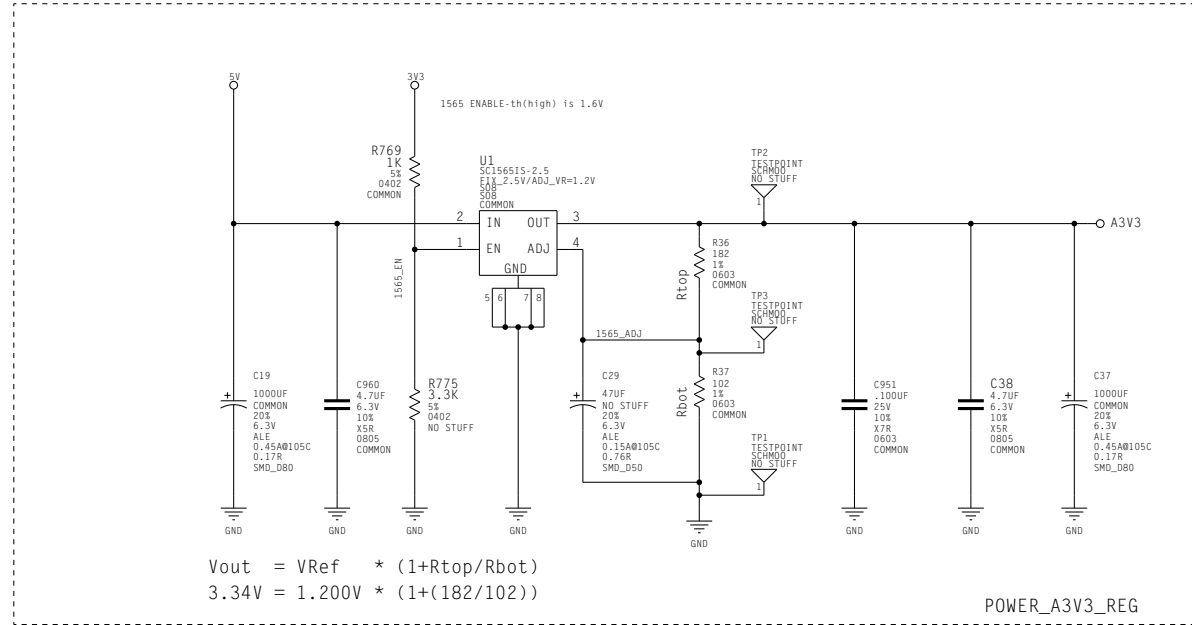 5V
3V3
1565 ENABLE-th(high) is 1.6V
R769
1K
5%
0402
COMMON
U1
SC1565IS-2.5
FIX_2.5V/ADJ_VR=1.2V
SO8
SO8
COMMON
2 IN OUT 3
1 EN ADJ 4
GND
5 6 7 8
1565_EN
TP2
TESTPOINT
SCHMOO
NO STUFF
1
A3V3
R36
182
1%
0603
COMMON
Rtop
TP3
TESTPOINT
SCHMOO
NO STUFF
1
1565_ADJ
C19
1000UF
COMMON
20%
6.3V
ALE
0.45A@105C
0.17R
SMD_D80
C960
4.7UF
6.3V
10%
X5R
0805
COMMON
R775
3.3K
5%
0402
NO STUFF
C29
47UF
NO STUFF
20%
6.3V
ALE
0.15A@105C
0.76R
SMD_D50
Rbot
R37
102
1%
0603
COMMON
TP1
TESTPOINT
SCHMOO
NO STUFF
1
C951
.100UF
25V
10%
X7R
0603
COMMON
C38
4.7UF
6.3V
10%
X5R
0805
COMMON
C37
1000UF
COMMON
20%
6.3V
ALE
0.45A@105C
0.17R
SMD_D80
GND
GND
GND
GND
GND
GND
GND
GND
Vout = VRef * (1+Rtop/Rbot)
3.34V = 1.200V * (1+(182/102))
POWER_A3V3_REG